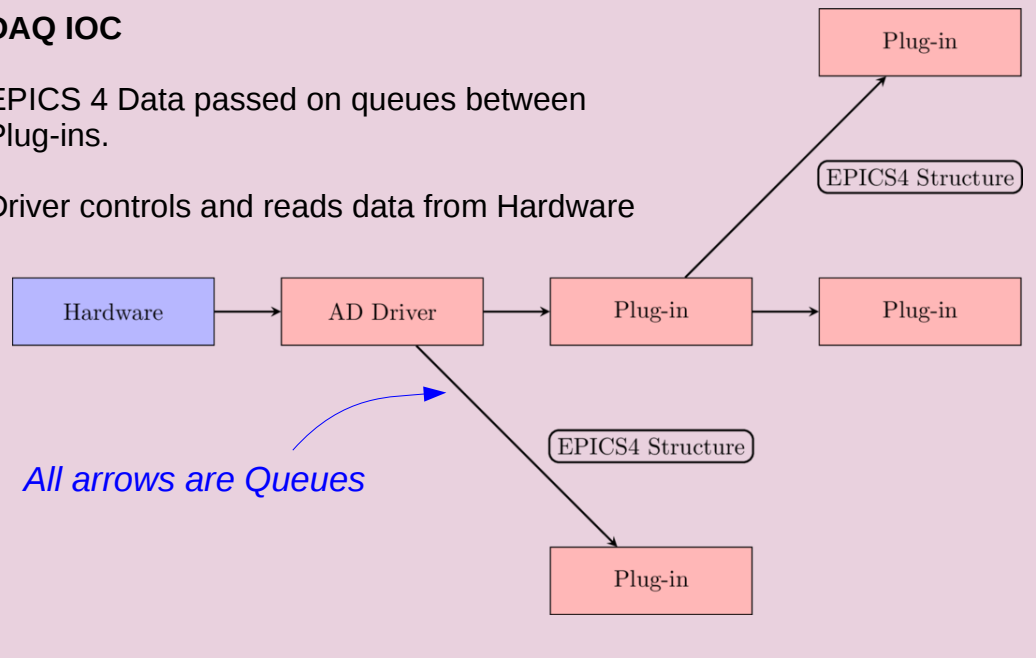 DAQ IOC
Plug-in
EPICS 4 Data passed on queues between
Plug-ins.
EPICS4 Structure
Driver controls and reads data from Hardware
Hardware
AD Driver
Plug-in
Plug-in
EPICS4 Structure
All arrows are Queues
Plug-in